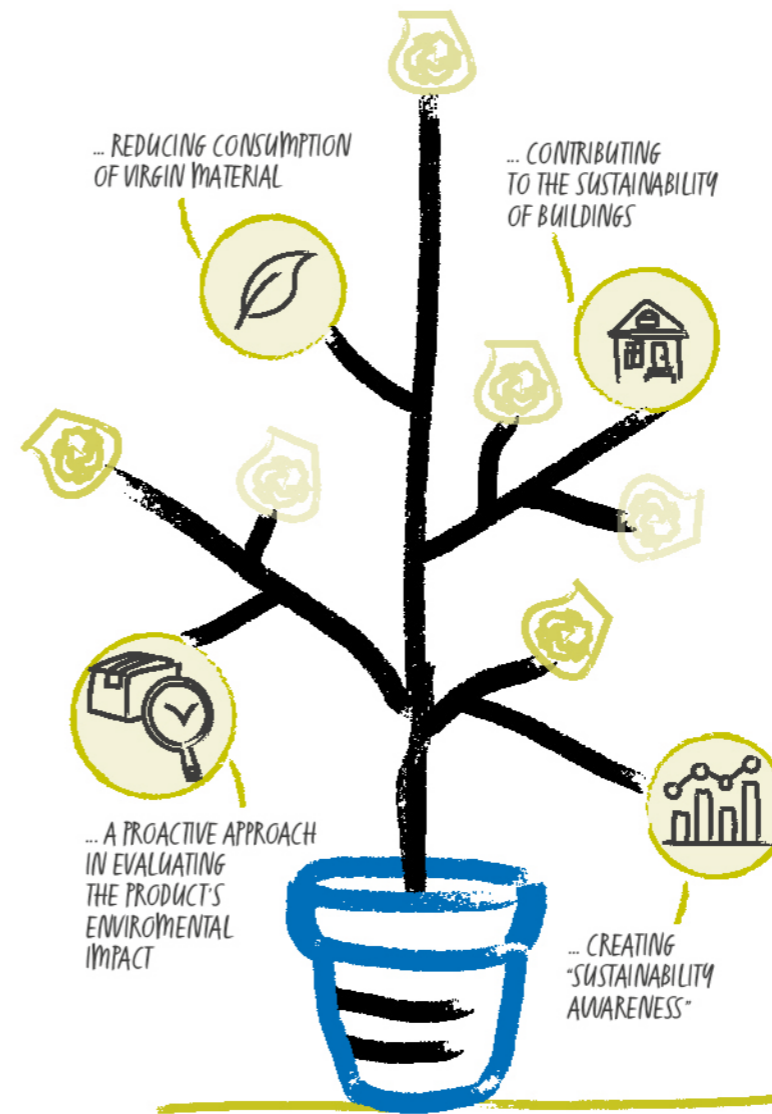 ... REDUCING CONSUMPTION
OF VIRGIN MATERIAL
... CONTRIBUTING
TO THE SUSTAINABILITY
OF BUILDINGS
... A PROACTIVE APPROACH
IN EVALUATING
THE PRODUCT'S
ENVIROMENTAL
IMPACT
... CREATING
"SUSTAINABILITY
AWARENESS"